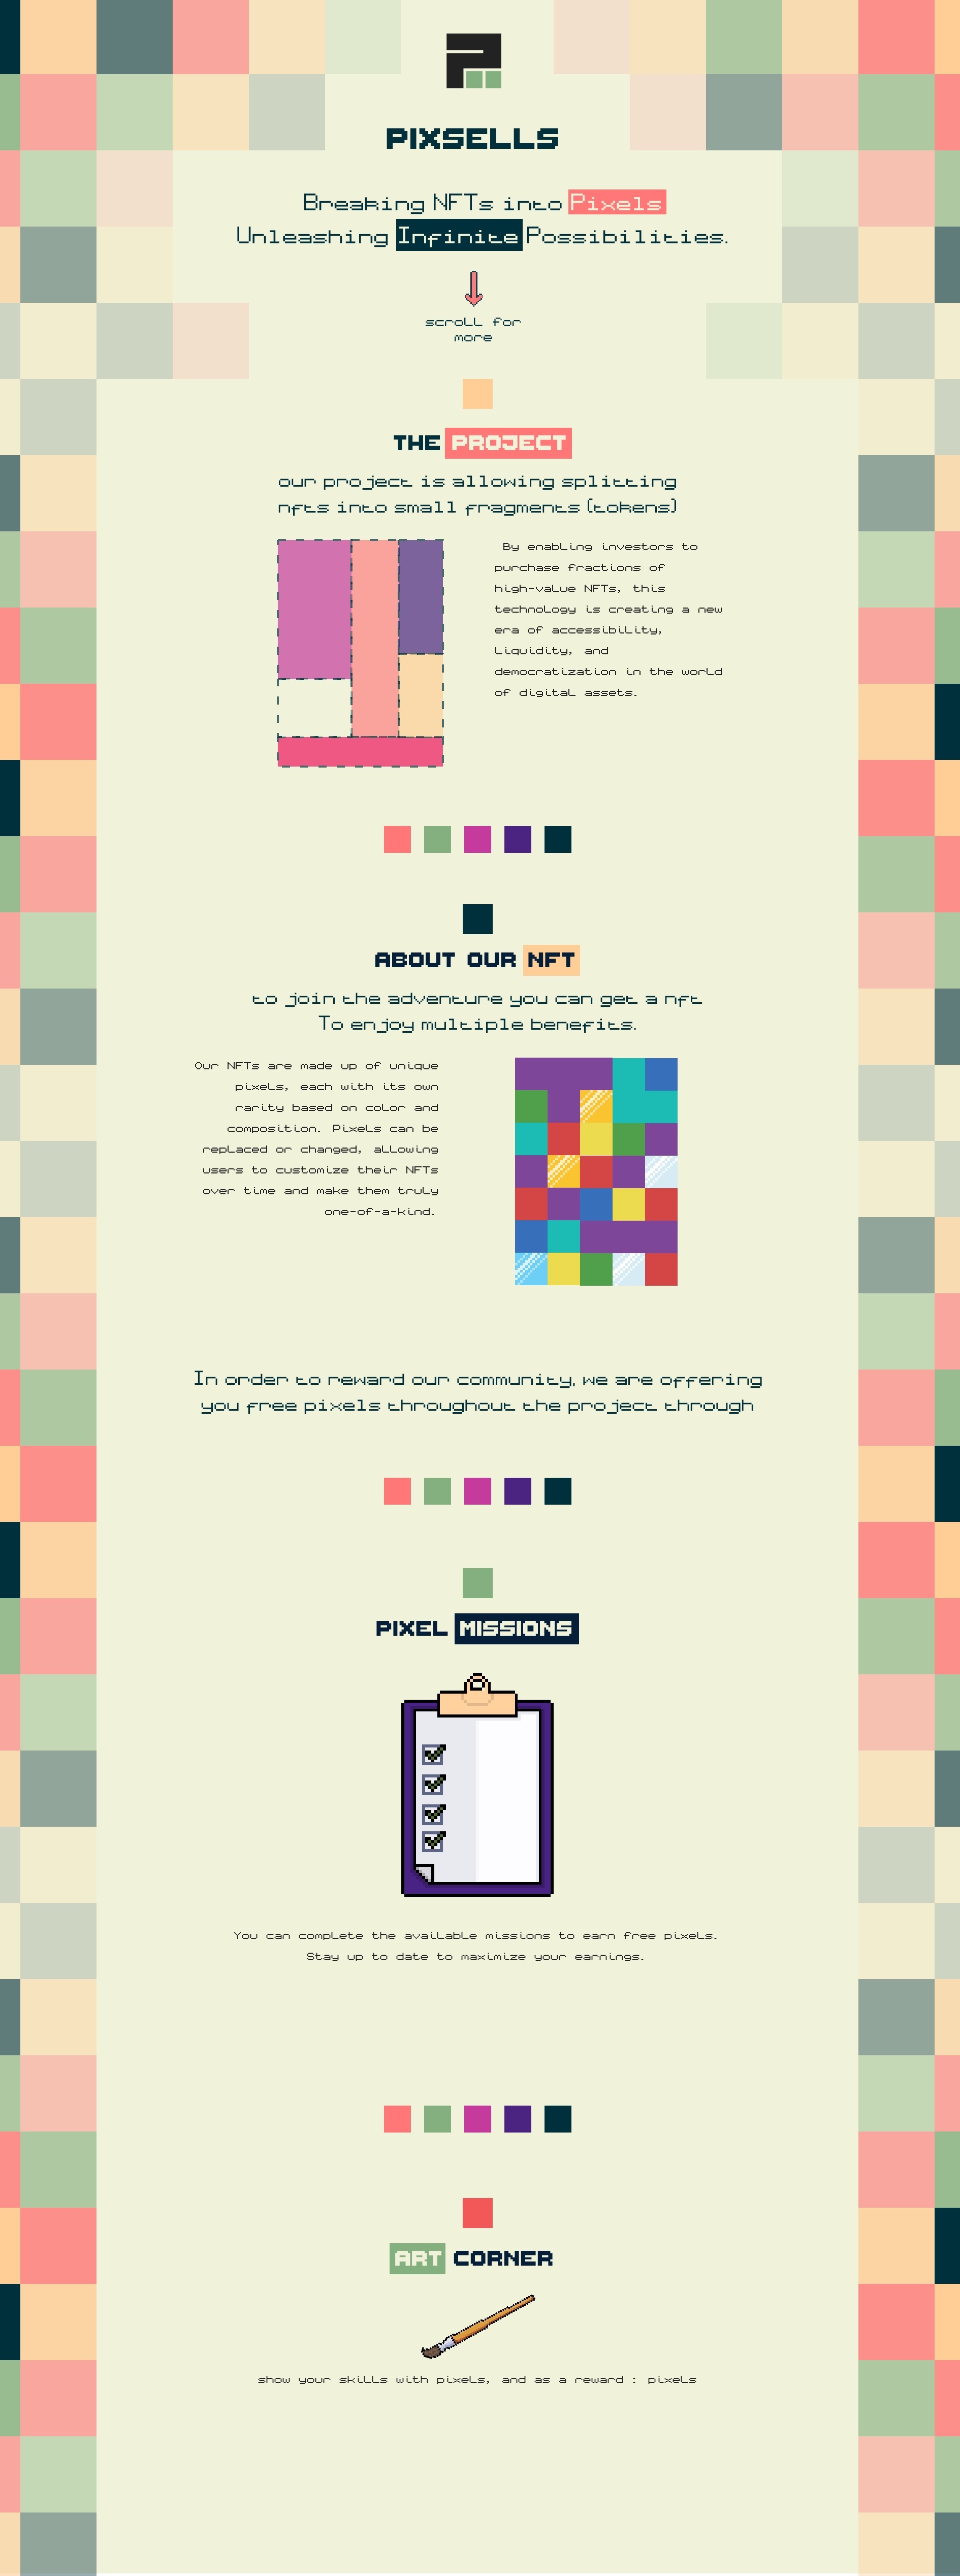 PIXSELLS
Breaking NFTs into Pixels
Unleashing Infinite Possibilities.
scroll for
more
THE PROJECT
our project is allowing splitting
nfts into small fragments (tokens)
By enabling investors to
purchase fractions of
high-value NFTs, this
technology is creating a new
era of accessibility,
liquidity, and
democratization in the world
of digital assets.
ABOUT OUR NFT
to join the adventure you can get a nft
To enjoy multiple benefits.
Our NFTs are made up of unique
pixels, each with its own
rarity based on color and
composition. Pixels can be
replaced or changed, allowing
users to customize their NFTs
over time and make them truly
one-of-a-kind.
In order to reward our community, we are offering
you free pixels throughout the project through
PIXEL MISSIONS
You can complete the available missions to earn free pixels.
Stay up to date to maximize your earnings.
ART CORNER
show your skills with pixels, and as a reward : pixels